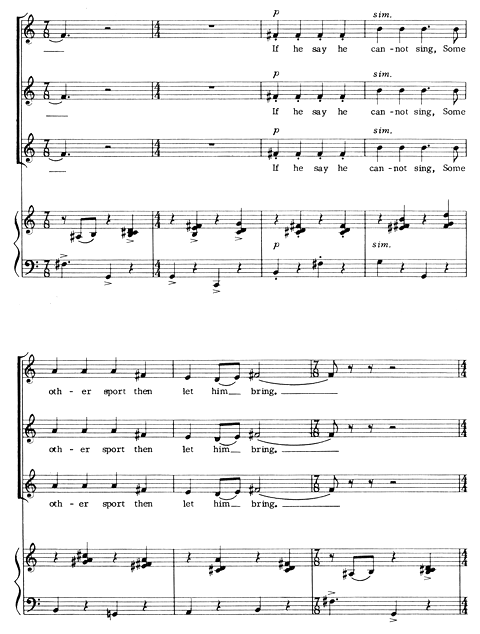 p sim.
If he say he can - not sing, Some
p sim.
If he say he can - not sing, Some
p sim.
If he say he can - not sing, Some
p sim.
oth - er sport then let him bring.
oth - er sport then let him bring.
oth - er sport then let him bring.